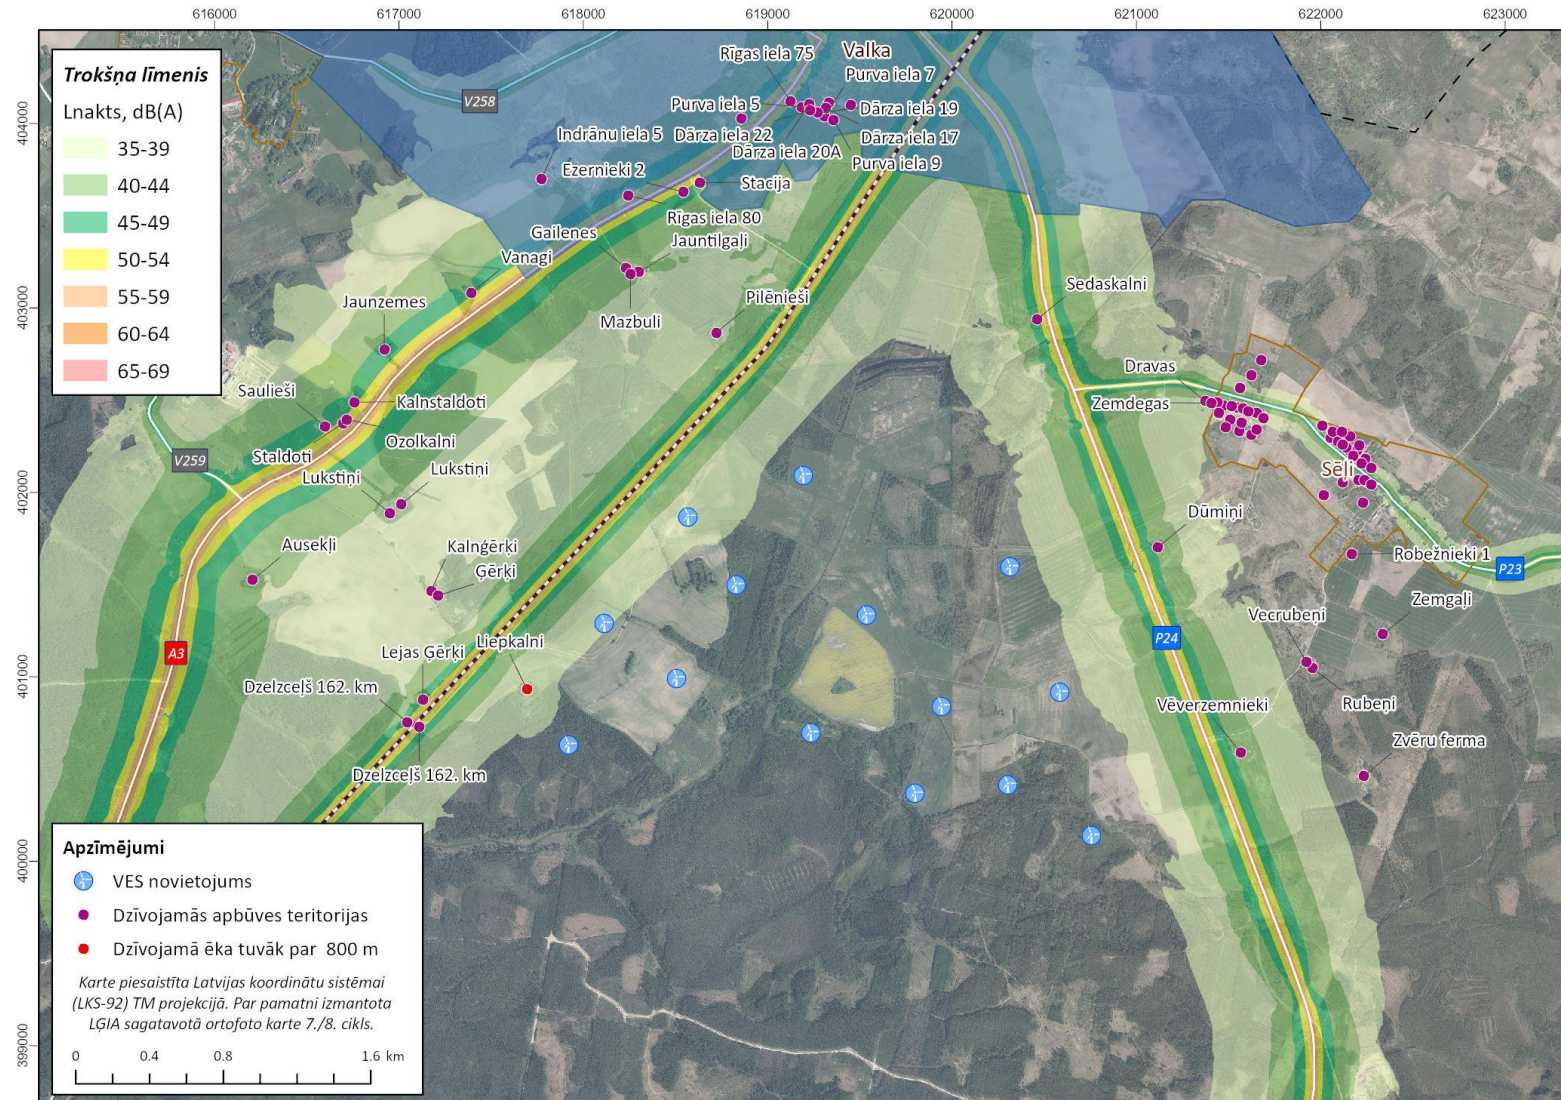 616000
617000
618000
619000
620000
621000
622000
623000
404000
403000
402000
401000
400000
399000
Trokšņa līmenis
Lnakts, dB(A)
35-39
40-44
45-49
50-54
55-59
60-64
65-69
V258
Rīgas iela 75
Valka
Purva iela 7
Purva iela 5
Dārza iela 19
Indrānu iela 5
Dārza iela 22
Dārza iela 17
Dārza iela 20A
Purva iela 9
Ezernieki 2
Stacija
Rīgas iela 80
Gailenes
Jauntilgaļi
Vanagi
Jaunzemes
Mazbuli
Pilēnieši
Sedaskalni
Dravas
Zemdegas
Saulieši
Kalnstaldoti
Ozolkalni
Staldoti
V259
Lukstiņi
Lukstiņi
Sēļi
Ausekļi
Kalnģērķi
Ģērķi
Dūmiņi
Robežnieki 1
P23
Zemgaļi
Vecrubeņi
A3
Lejas Ģērķi
Liepkalni
P24
Dzelzceļš 162. km
Vēverzemnieki
Rubeņi
Zvēru ferma
Dzelzceļš 162. km
Apzīmējumi
VES novietojums
Dzīvojamās apbūves teritorijas
Dzīvojamā ēka tuvāk par 800 m
Karte piesaistīta Latvijas koordinātu sistēmai
(LKS-92) TM projekcijā. Par pamatni izmantota
LĢIA sagatavotā ortofoto karte 7./8. cikls.
0 0.4 0.8 1.6 km